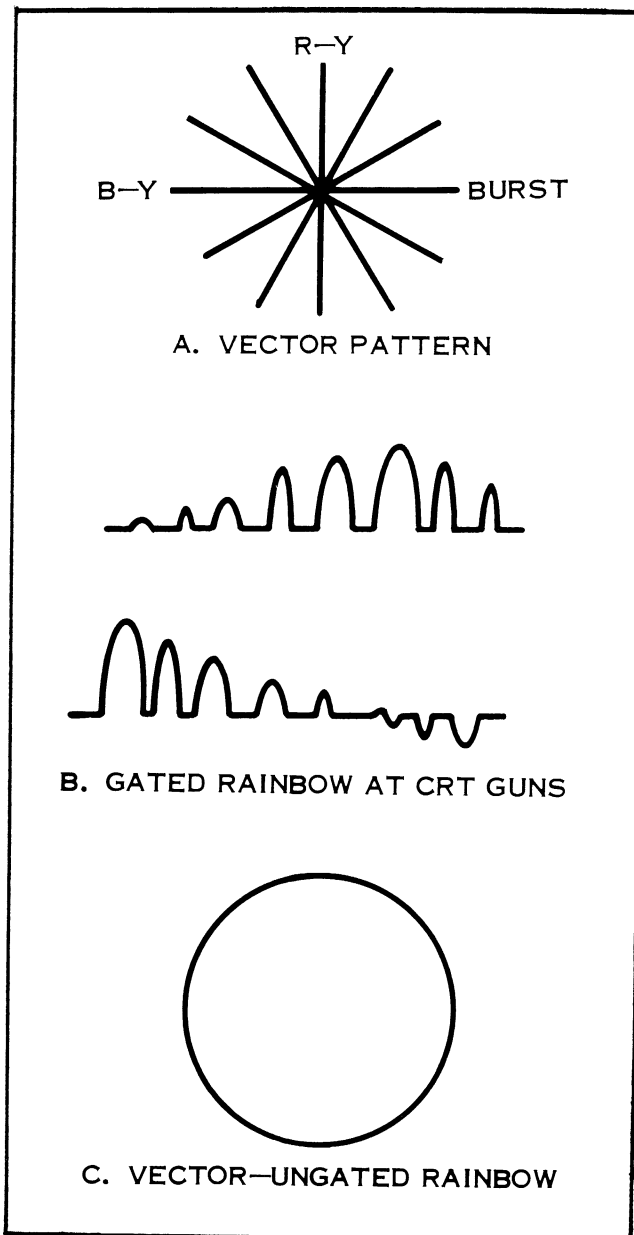 R–Y
B–Y
BURST
A. VECTOR PATTERN
B. GATED RAINBOW AT CRT GUNS
C. VECTOR–UNGATED RAINBOW